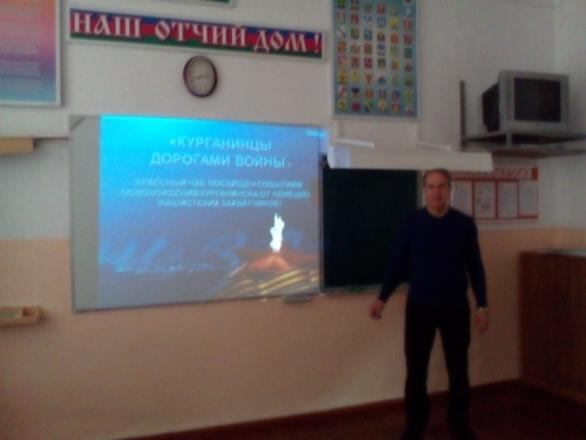 НАШ ОТЧИЙ ДОМ!
«КУРГАНИНЦЫ
ДОРОГАМИ ВОЙНЫ»
(КЛАССНЫЙ ЧАС ПОСВЯЩЕН СОБЫТИЯМ
ОСВОБОЖДЕНИЯ КУРГАНИНСКА ОТ НЕМЕЦКО-
ФАШИСТСКИХ ЗАХВАТЧИКОВ)